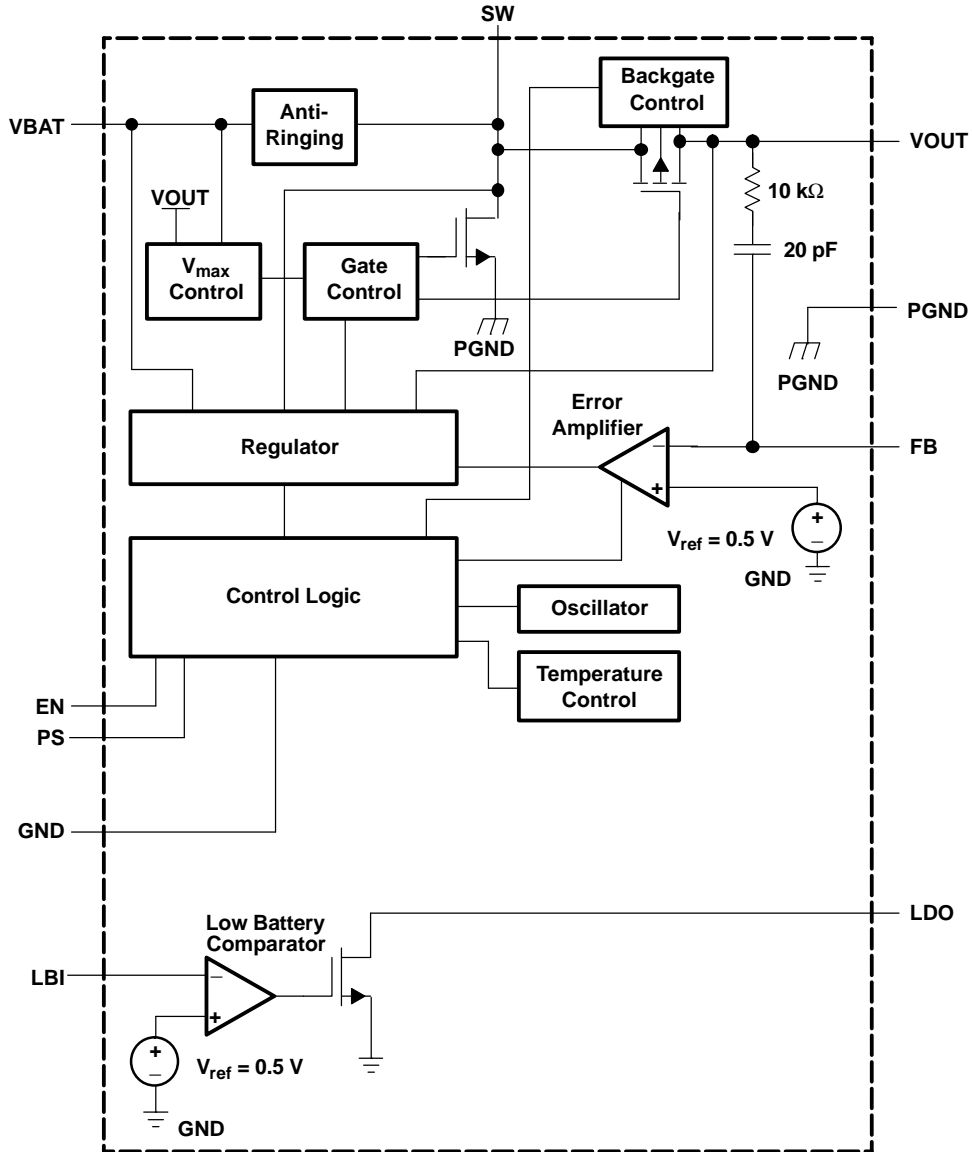 SW
Backgate
Control
Anti-
Ringing
VBAT
VOUT
VOUT
10 kΩ
20 pF
Vmax
Control
Gate
Control
PGND
PGND
PGND
Error
Amplifier
Regulator
−
+
FB
Vref = 0.5 V
+
−
GND
Control Logic
Oscillator
Temperature
Control
EN
PS
GND
Low Battery
Comparator
LDO
LBI
−
+
+
−
Vref = 0.5 V
GND